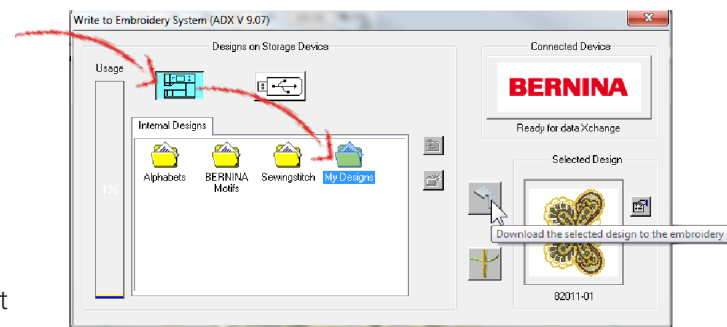 Write to Embroidery System (ADX V 9.07)
Designs on Storage Device
Connected Device
Usage
BERNINA
Internal Designs
Ready for data Xchange
Alphabets
BERNINA
Motifs
Sewingstitch
My Designs
Selected Design
1%
Download the selected design to the embroidery
82011-01
t